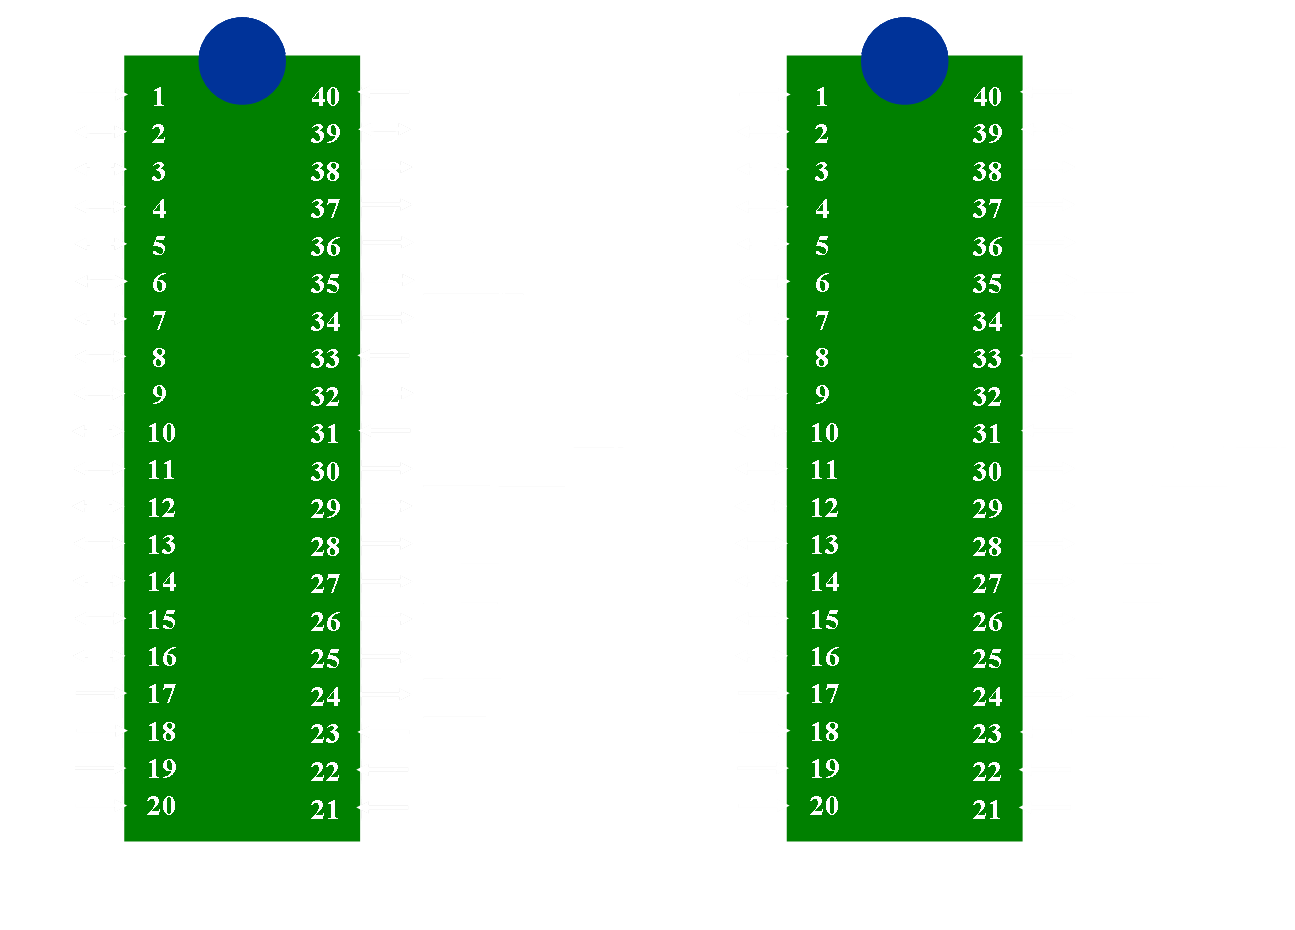 1 40 1 40
2 39 2 39
3 38 3 38
4 37 4 37
5 36 5 36
6 35 6 35
7 34 7 34
8 33 8 33
9 32 9 32
10 31 10 31
11 30 11 30
12 29 12 29
13 28 13 28
14 27 14 27
15 26 15 26
16 25 16 25
17 24 17 24
18 23 18 23
19 22 19 22
20 21 20 21